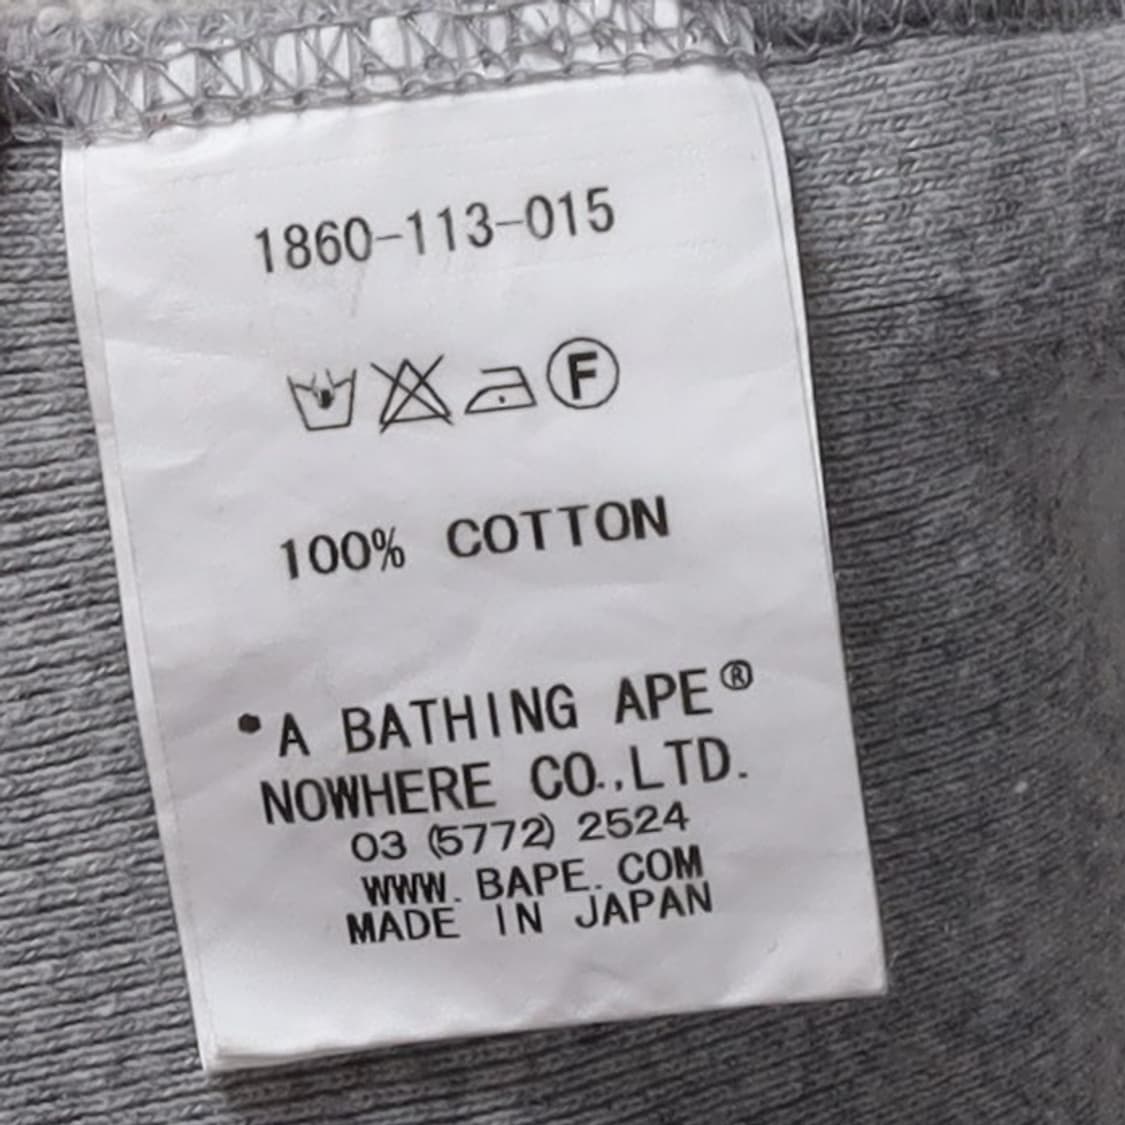 1860-113-015
F
100% COTTON
•A BATHING APE®
NOWHERE CO.,LTD.
03 (5772) 2524
WWW. BAPE. COM
MADE IN JAPAN